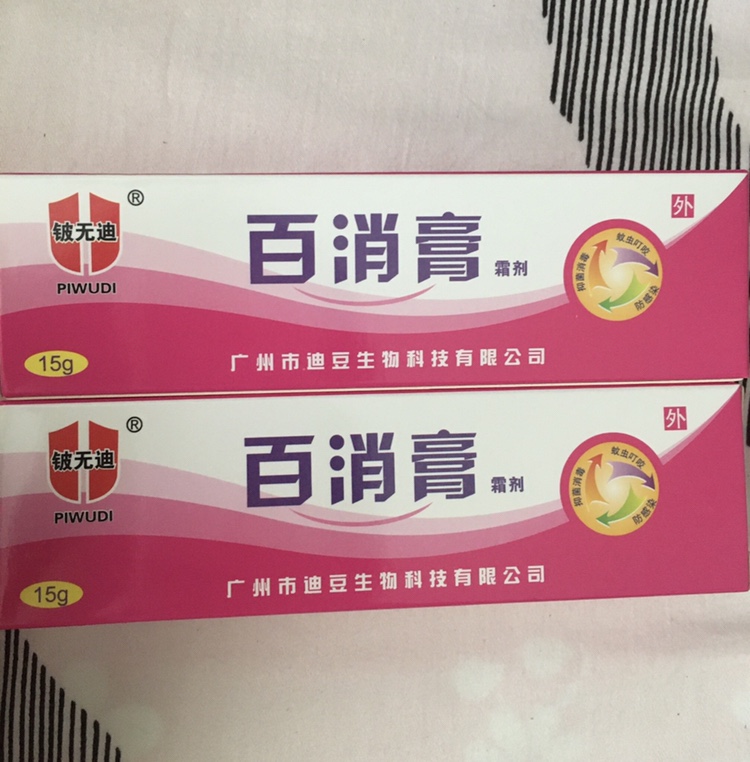 铍无迪
®
PIWUDI
15g
百消膏
霜剂
广州市迪豆生物科技有限公司
外
抑菌消毒
蚊虫叮咬
防感染
铍无迪
®
PIWUDI
15g
百消膏
霜剂
广州市迪豆生物科技有限公司
外
抑菌消毒
蚊虫叮咬
防感染